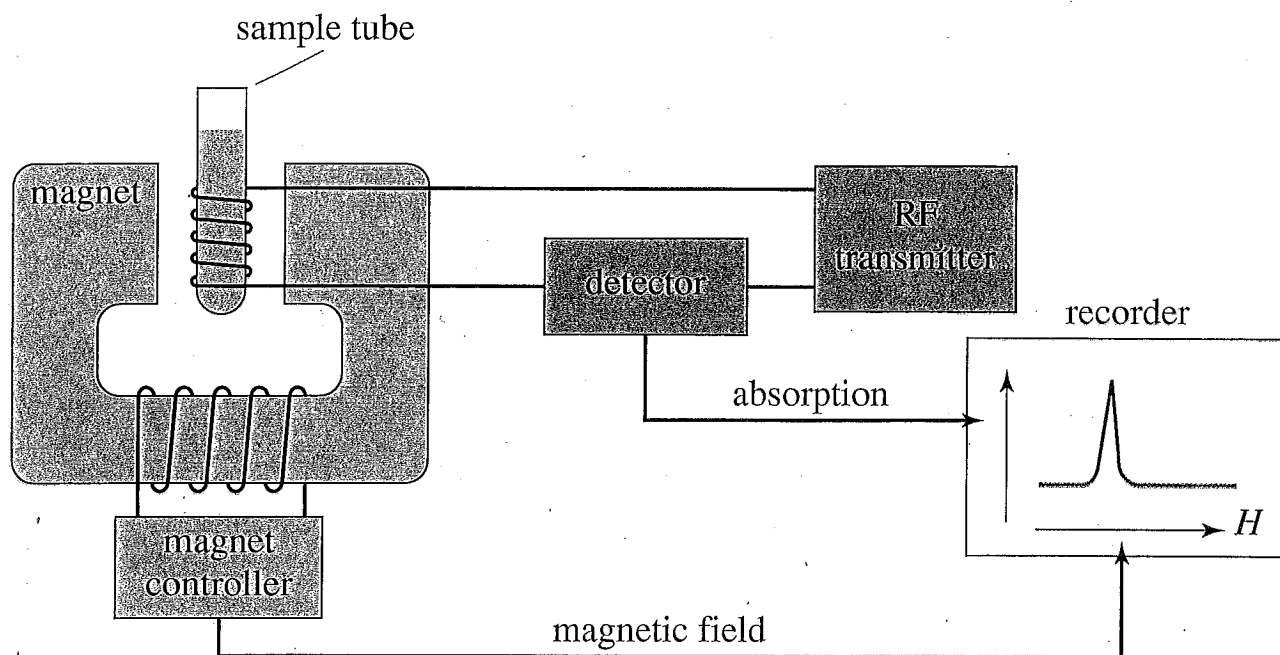 sample tube
magnet
RF
transmitter
detector
recorder
absorption
H
magnet
controller
magnetic field